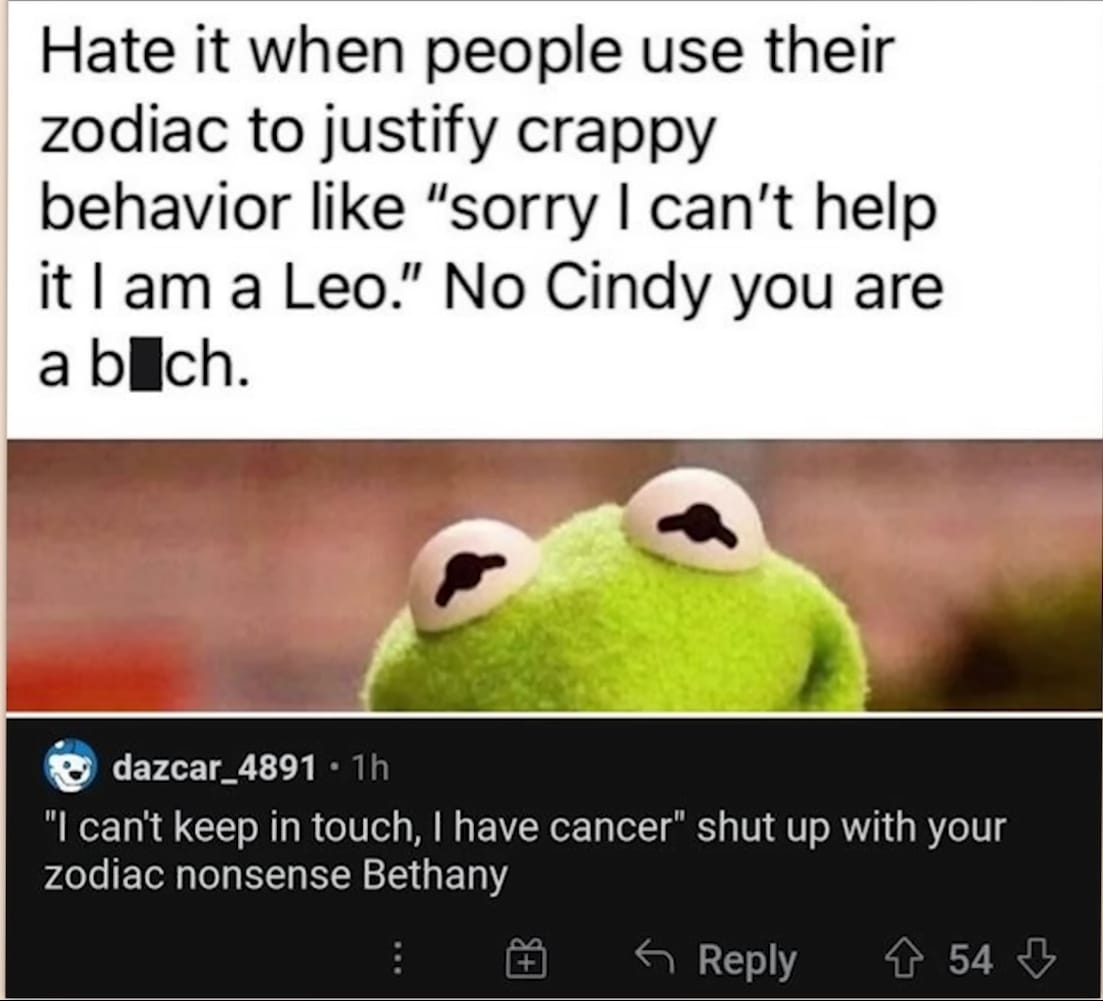 Hate it when people use their
zodiac to justify crappy
behavior like “sorry I can’t help
it I am a Leo.” No Cindy you are
a b█ch.
dazcar_4891 • 1h
"I can't keep in touch, I have cancer" shut up with your
zodiac nonsense Bethany
Reply 54